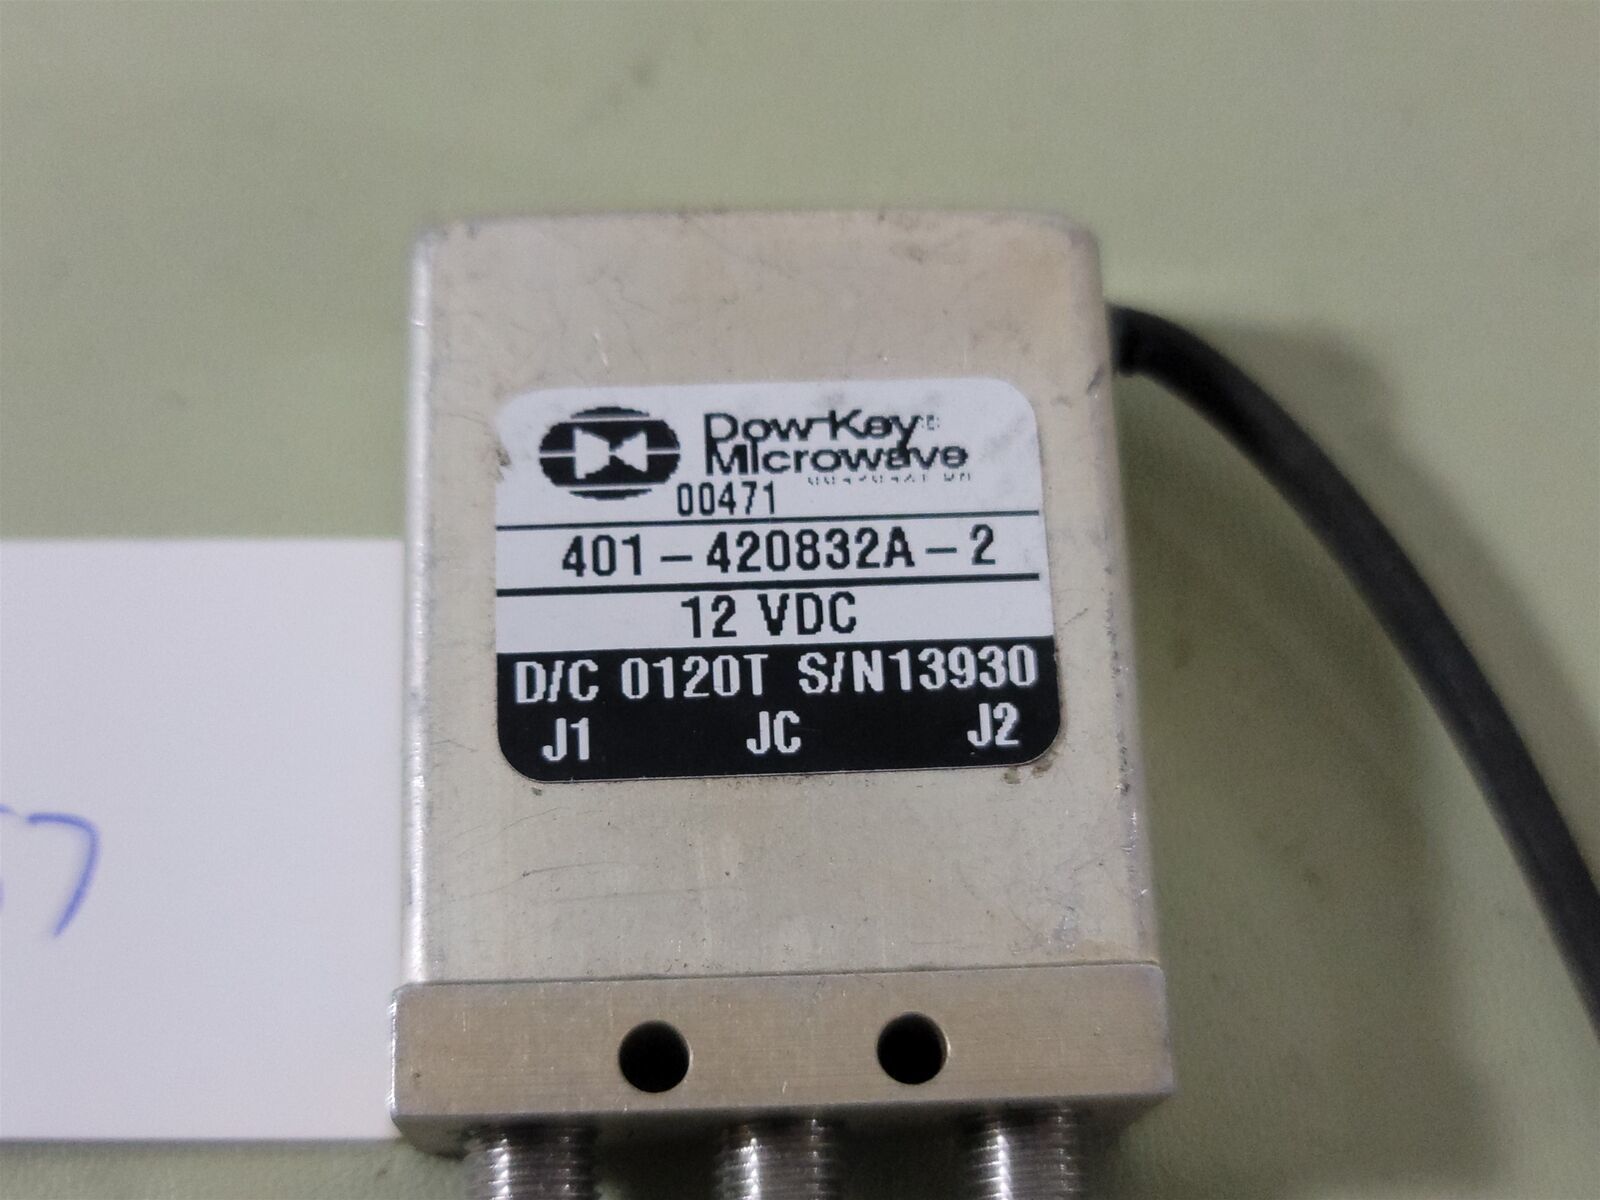 Dow-Key
Microwave
00471
401-420832A-2
12 VDC
D/C 0120T S/N13930
J1 JC J2